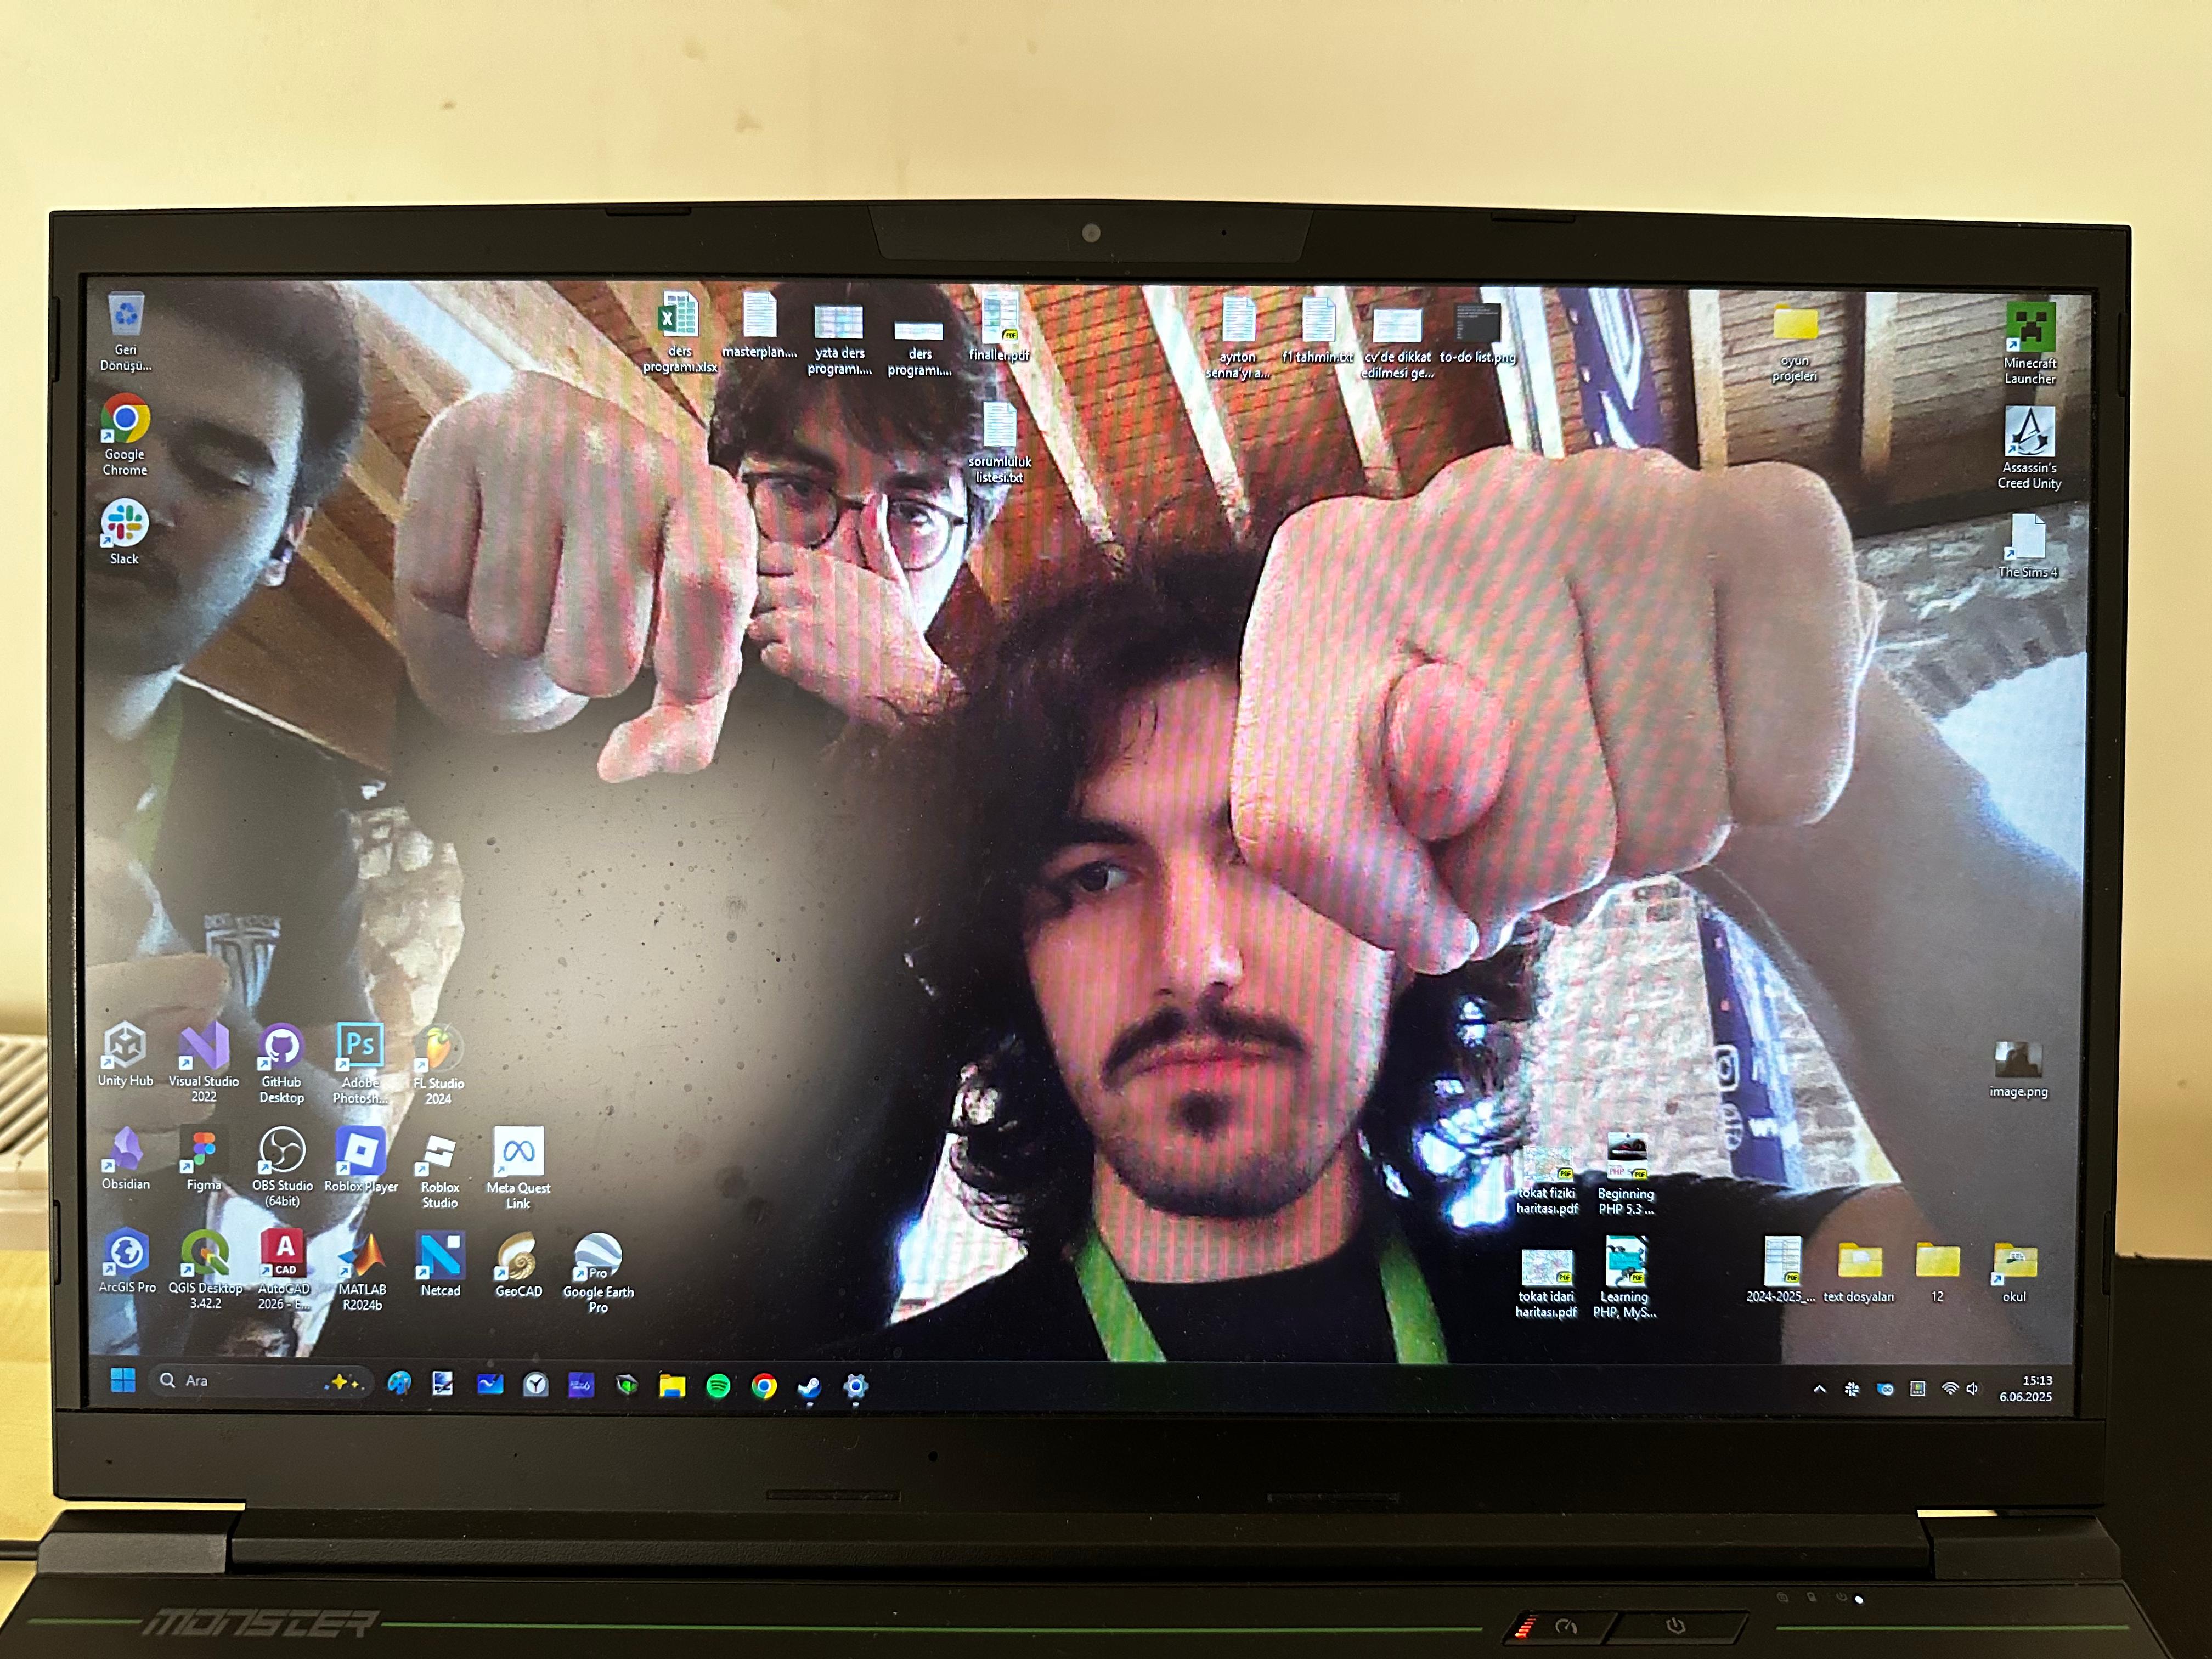 Geri
Dönüşü...
Google
Chrome
Slack
ders
programı.xlsx
masterplan....
yzta ders
programı....
ders
programı....
finaller.pdf
sorumluluk
listesi.txt
ayrton
senna'yı a...
f1 tahmin.txt
cv'de dikkat
edilmesi ge...
to-do list.png
oyun
projeleri
Minecraft
Launcher
Assassin's
Creed Unity
The Sims 4
image.png
Unity Hub
Visual Studio
2022
GitHub
Desktop
Ps
Adobe
Photosh...
FL Studio
2024
Obsidian
Figma
OBS Studio
(64bit)
Roblox Player
Roblox
Studio
Meta Quest
Link
ArcGIS Pro
QGIS Desktop
3.42.2
A
CAD
AutoCAD
2026 - E...
MATLAB
R2024b
Netcad
GeoCAD
Pro
Google Earth
Pro
tokat fiziki
haritası.pdf
Beginning
PHP 5.3 ...
tokat idari
haritası.pdf
Learning
PHP, MyS...
2024-2025_...
text dosyaları
12
okul
Ara
15:13
6.06.2025
MONSTER